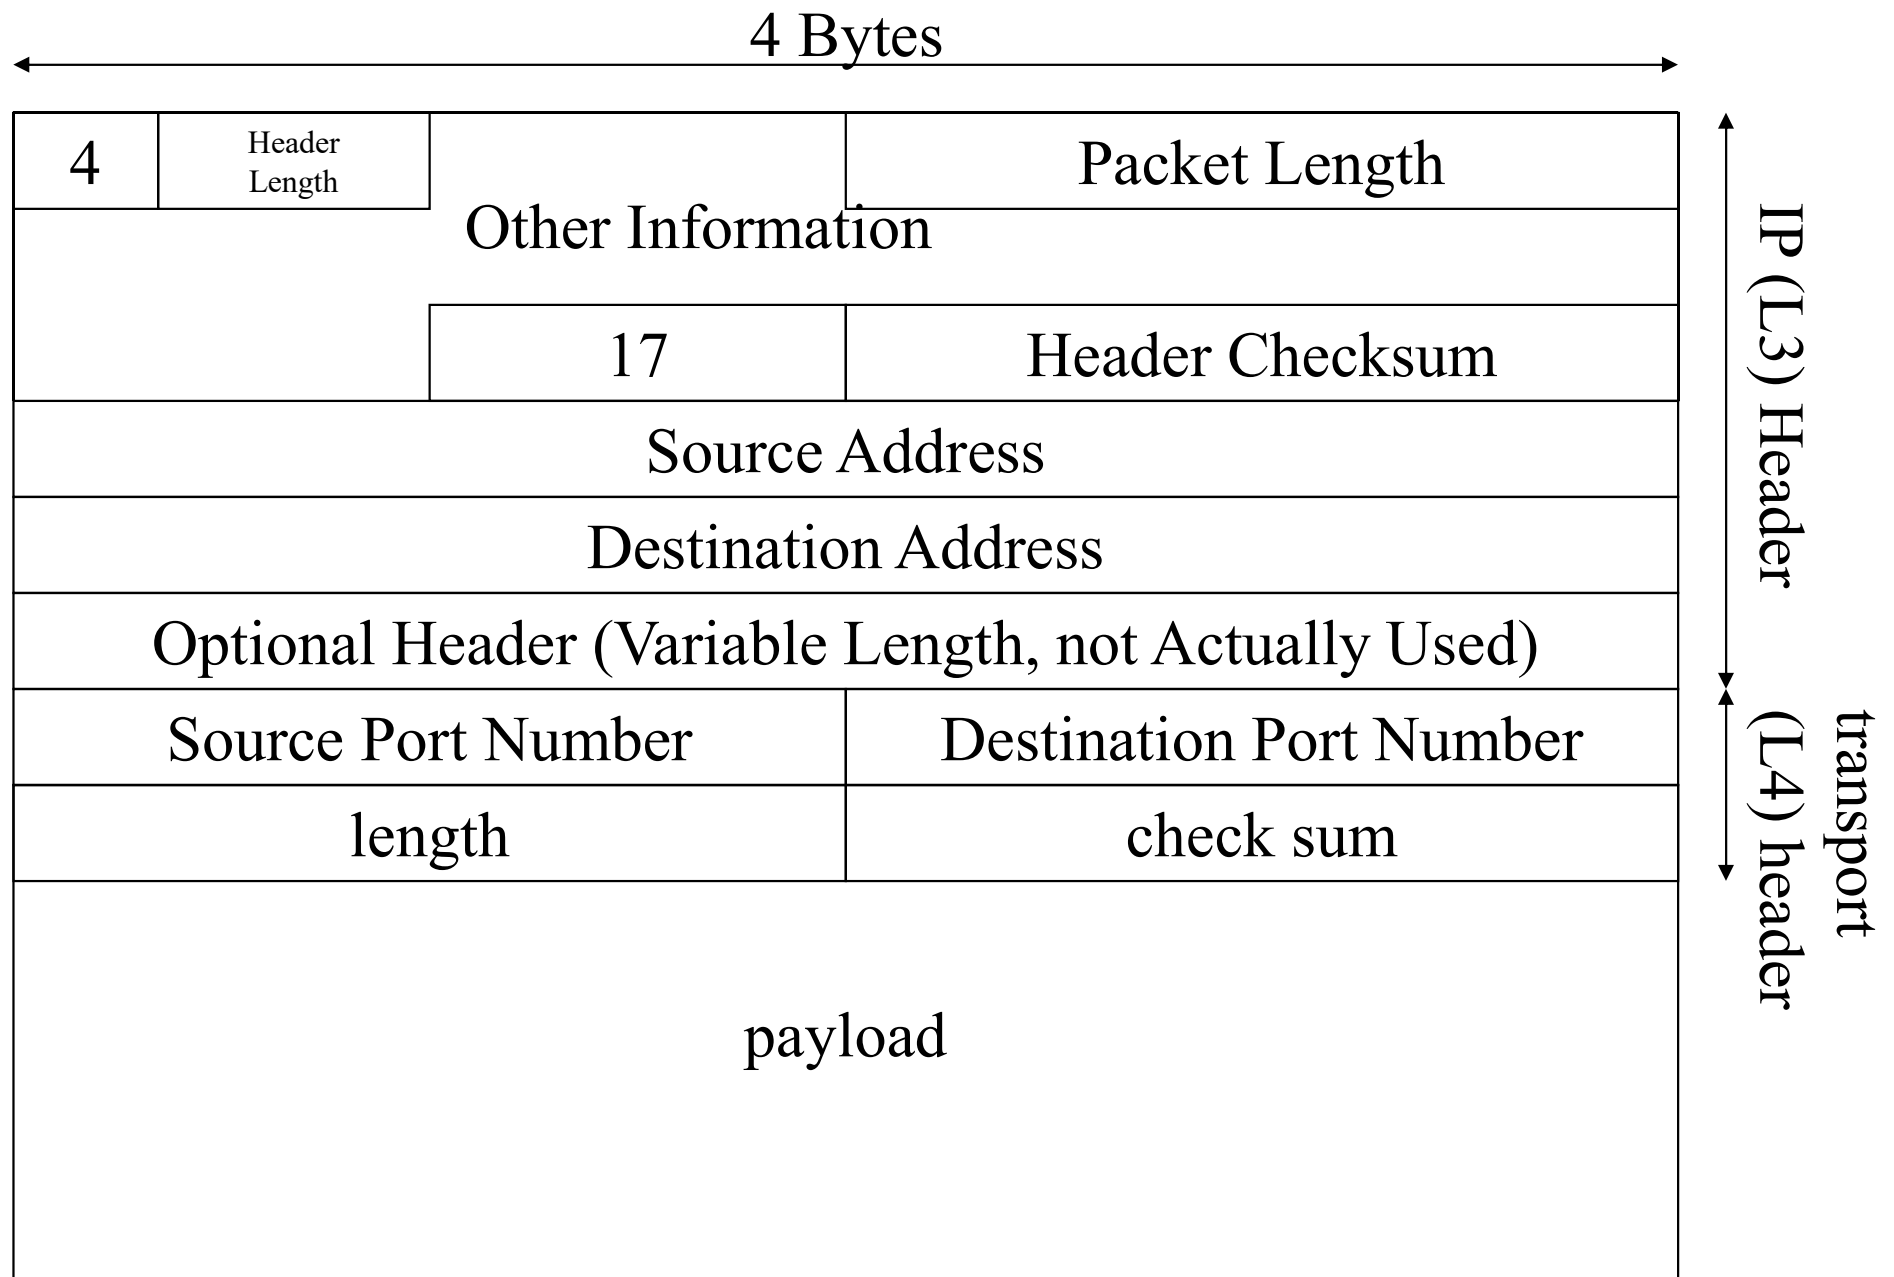 4 Bytes
4
Header
Length
Packet Length
Other Information
17
Header Checksum
Source Address
Destination Address
Optional Header (Variable Length, not Actually Used)
Source Port Number
Destination Port Number
length
check sum
payload
IP (L3) Header
transport
(L4) header